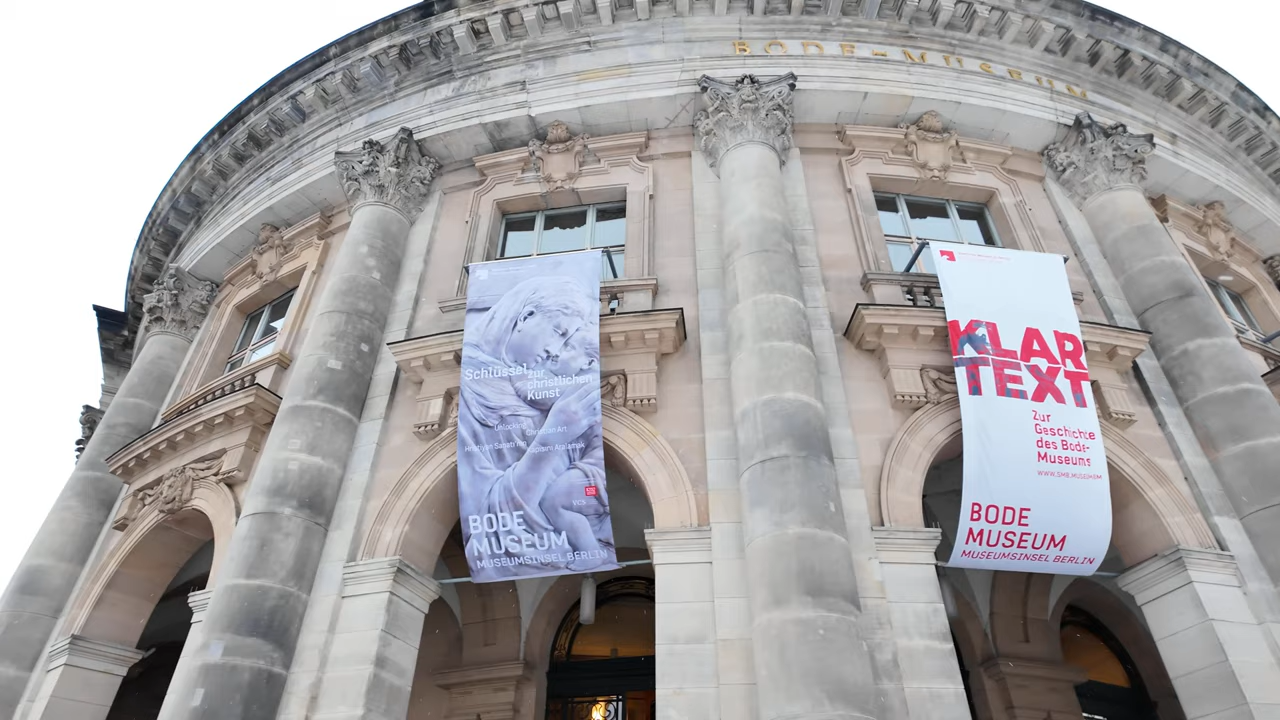 BODE-MUSEUM
Schlüssel zur
christlichen
Kunst
Unlocking Christian Art.
BODE
MUSEUM
MUSEUMSINSEL BERLIN
KLAR
TEXT
Zur
Geschichte
des Bode-
Museums
BODE
MUSEUM
MUSEUMSINSEL BERLIN